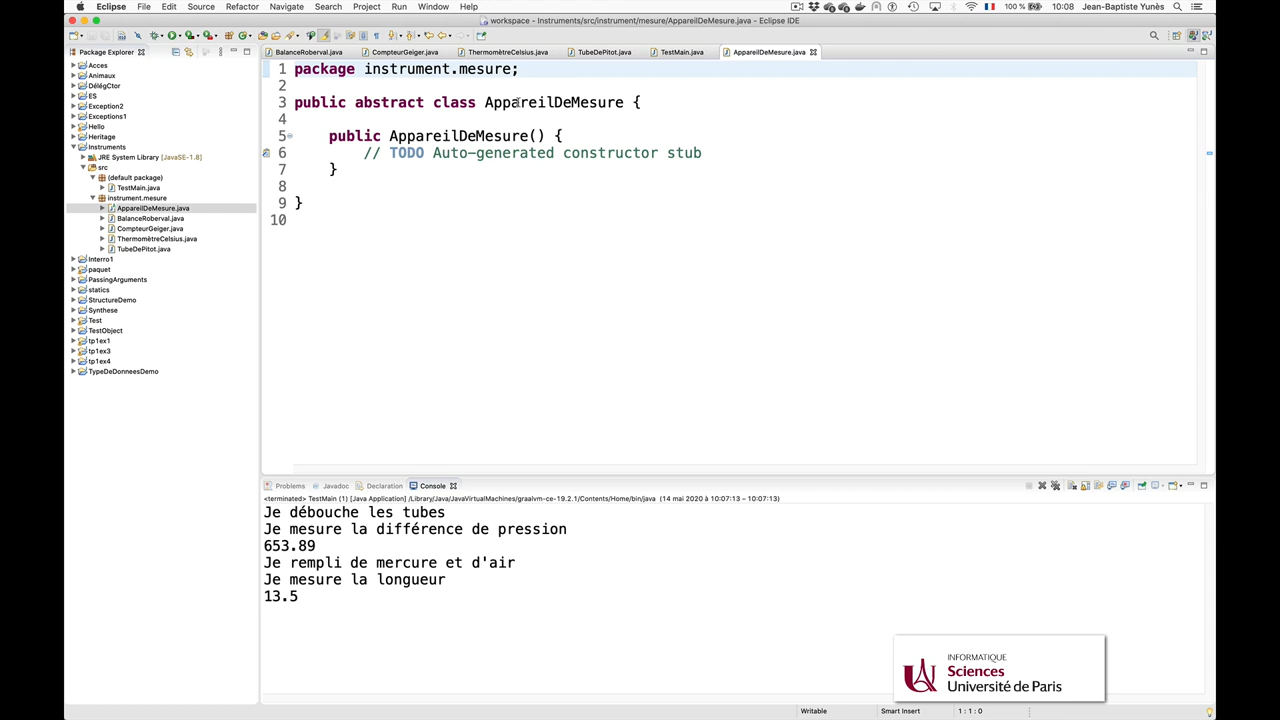 Eclipse File Edit Source Refactor Navigate Search Project Run Window Help 100 % 10:08 Jean-Baptiste Yunès
workspace - Instruments/src/instrument/mesure/AppareilDeMesure.java - Eclipse IDE
Package Explorer
Acces
Animaux
DélégCtor
ES
Exception2
Exceptions1
Hello
Heritage
Instruments
JRE System Library [JavaSE-1.8]
src
(default package)
TestMain.java
instrument.mesure
AppareilDeMesure.java
BalanceRoberval.java
CompteurGeiger.java
ThermomètreCelsius.java
TubeDePitot.java
Interro1
paquet
PassingArguments
statics
StructureDemo
Synthese
Test
TestObject
tp1ex1
tp1ex3
tp1ex4
TypeDeDonneesDemo
BalanceRoberval.java CompteurGeiger.java ThermomètreCelsius.java TubeDePitot.java TestMain.java AppareilDeMesure.java
1 package instrument.mesure;
2
3 public abstract class AppareilDeMesure {
4
5 public AppareilDeMesure() {
6 // TODO Auto-generated constructor stub
7 }
8
9 }
10
Problems Javadoc Declaration Console
<terminated> TestMain (1) [Java Application] /Library/Java/JavaVirtualMachines/graalvm-ce-19.2.1/Contents/Home/bin/java (14 mai 2020 à 10:07:13 – 10:07:13)
Je débouche les tubes
Je mesure la différence de pression
653.89
Je rempli de mercure et d'air
Je mesure la longueur
13.5
INFORMATIQUE
Sciences
Université de Paris
Writable Smart Insert 1 : 1 : 0